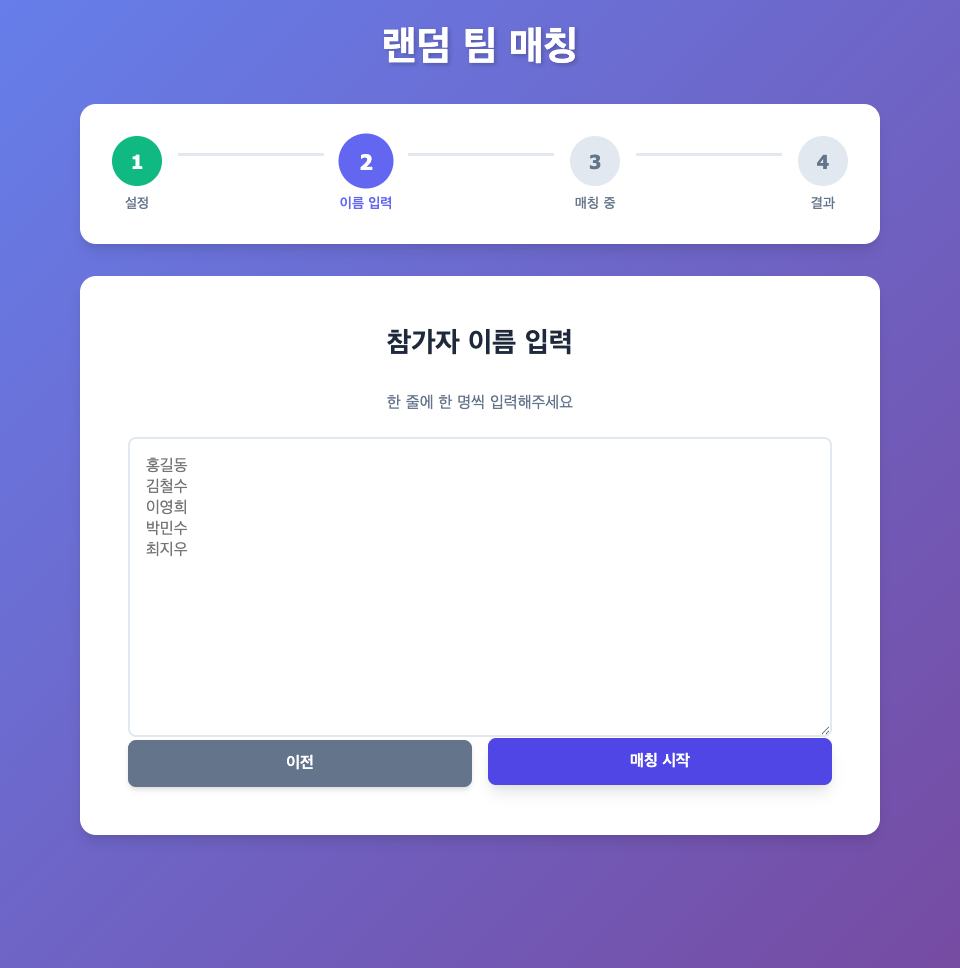 랜덤 팀 매칭
1
2
3
4
설정
이름 입력
매칭 중
결과
참가자 이름 입력
한 줄에 한 명씩 입력해주세요
홍길동
김철수
이영희
박민수
최지우
이전
매칭 시작